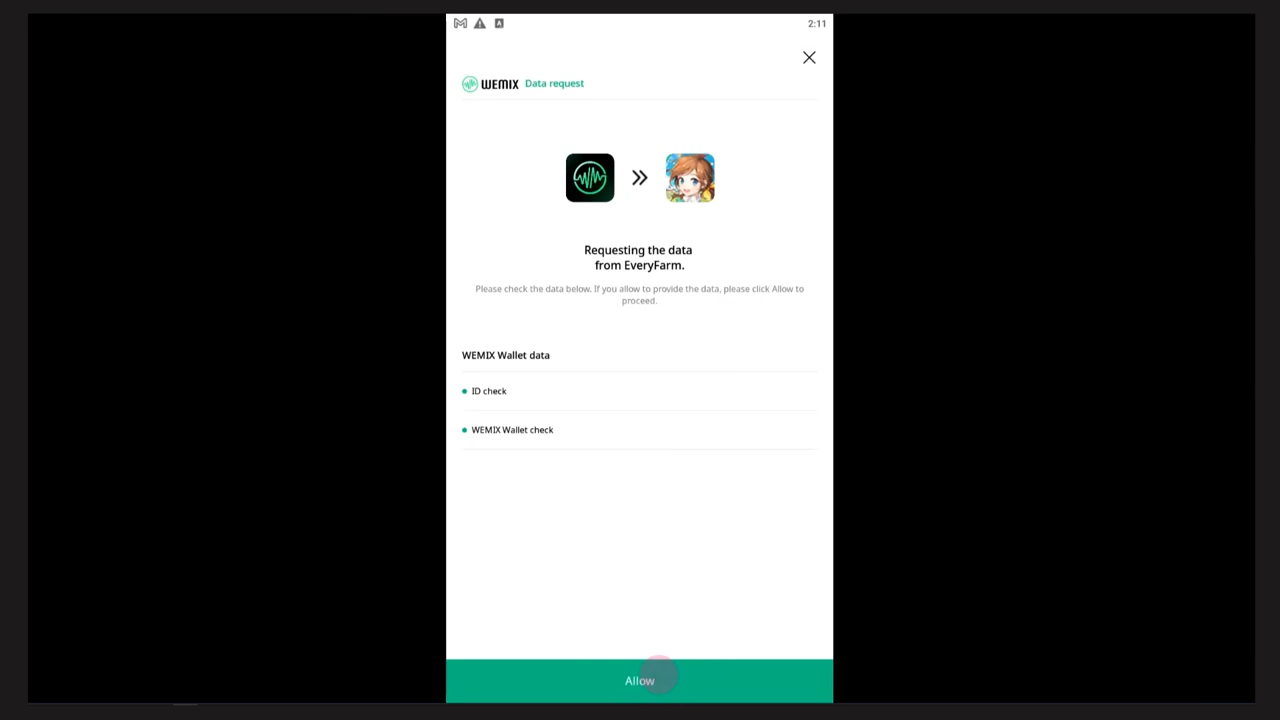 2:11
WEMIX Data request
Requesting the data
from EveryFarm.
Please check the data below. If you allow to provide the data, please click Allow to
proceed.
WEMIX Wallet data
ID check
WEMIX Wallet check
Allow